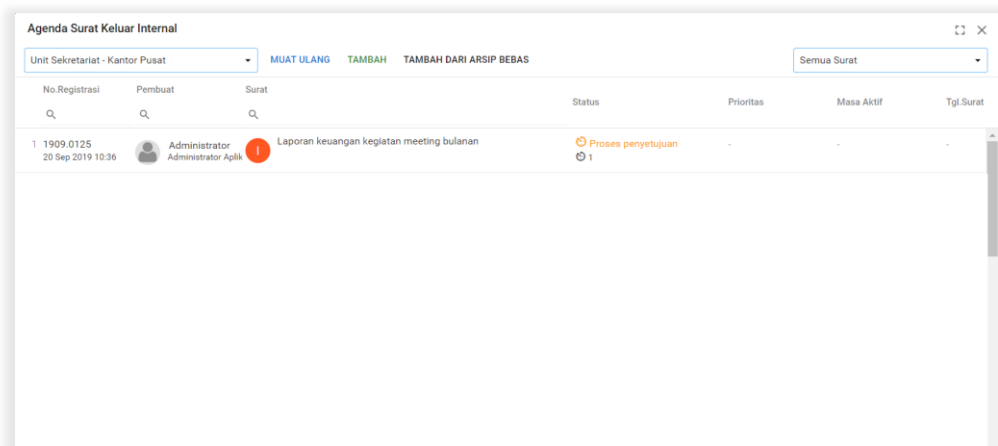 Agenda Surat Keluar Internal
Unit Sekretariat - Kantor Pusat
MUAT ULANG
TAMBAH
TAMBAH DARI ARSIP BEBAS
Semua Surat
No.Registrasi
Pembuat
Surat
Status
Prioritas
Masa Aktif
Tgl.Surat
1
1909.0125
20 Sep 2019 10:36
Administrator
Administrator Aplik
I
Laporan keuangan kegiatan meeting bulanan
Proses penyetujuan
1
-
-
-